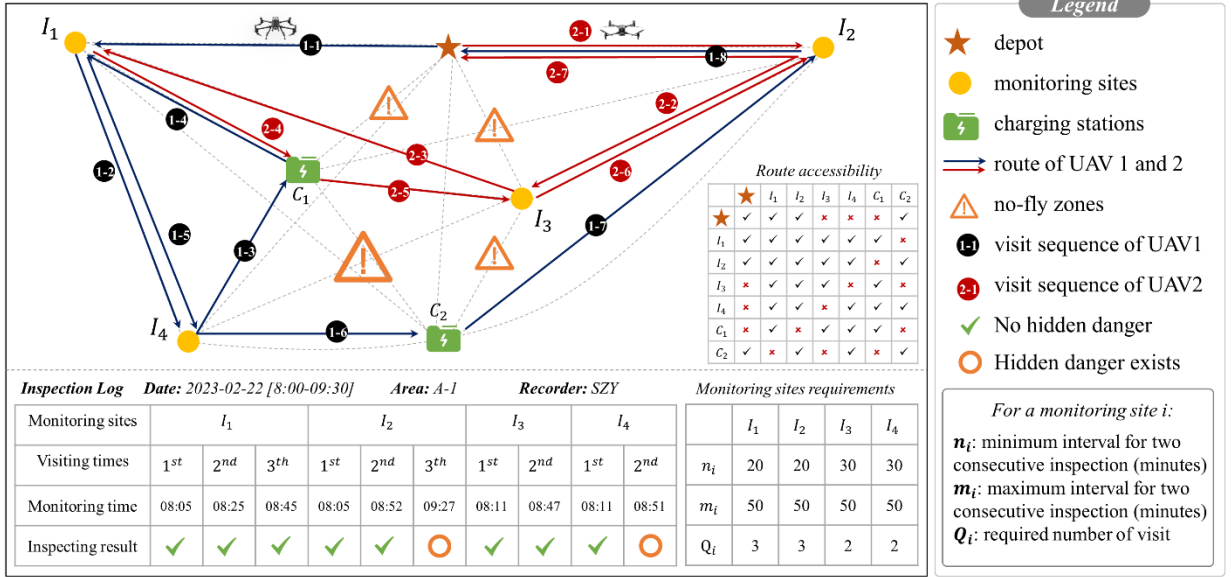 I₁
I₂
1-1
2-1
1-8
2-7
2-2
2-4
1-4
2-3
1-2
C₁
2-5
2-6
I₃
1-5
1-3
1-7
C₂
I₄
1-6
Route accessibility
I₁ I₂ I₃ I₄ C₁ C₂
✓ ✓ ✓ × × × ✓
I₁ ✓ ✓ ✓ ✓ ✓ ✓ ×
I₂ ✓ ✓ ✓ ✓ ✓ × ✓
I₃ × ✓ ✓ ✓ × ✓ ×
I₄ × ✓ ✓ × ✓ ✓ ✓
C₁ × ✓ × ✓ ✓ ✓ ×
C₂ ✓ × ✓ × ✓ × ✓
Inspection Log Date: 2023-02-22 [8:00-09:30] Area: A-1 Recorder: SZY
Monitoring sites I₁ I₂ I₃ I₄
Visiting times 1st 2nd 3th 1st 2nd 3th 1st 2nd 1st 2nd
Monitoring time 08:05 08:25 08:45 08:05 08:52 09:27 08:11 08:47 08:11 08:51
Inspecting result
Monitoring sites requirements
I₁ I₂ I₃ I₄
nᵢ 20 20 30 30
mᵢ 50 50 50 50
Qᵢ 3 3 2 2
Legend
depot
monitoring sites
charging stations
route of UAV 1 and 2
no-fly zones
1-1 visit sequence of UAV1
2-1 visit sequence of UAV2
No hidden danger
Hidden danger exists
For a monitoring site i:
nᵢ: minimum interval for two
consecutive inspection (minutes)
mᵢ: maximum interval for two
consecutive inspection (minutes)
Qᵢ: required number of visit